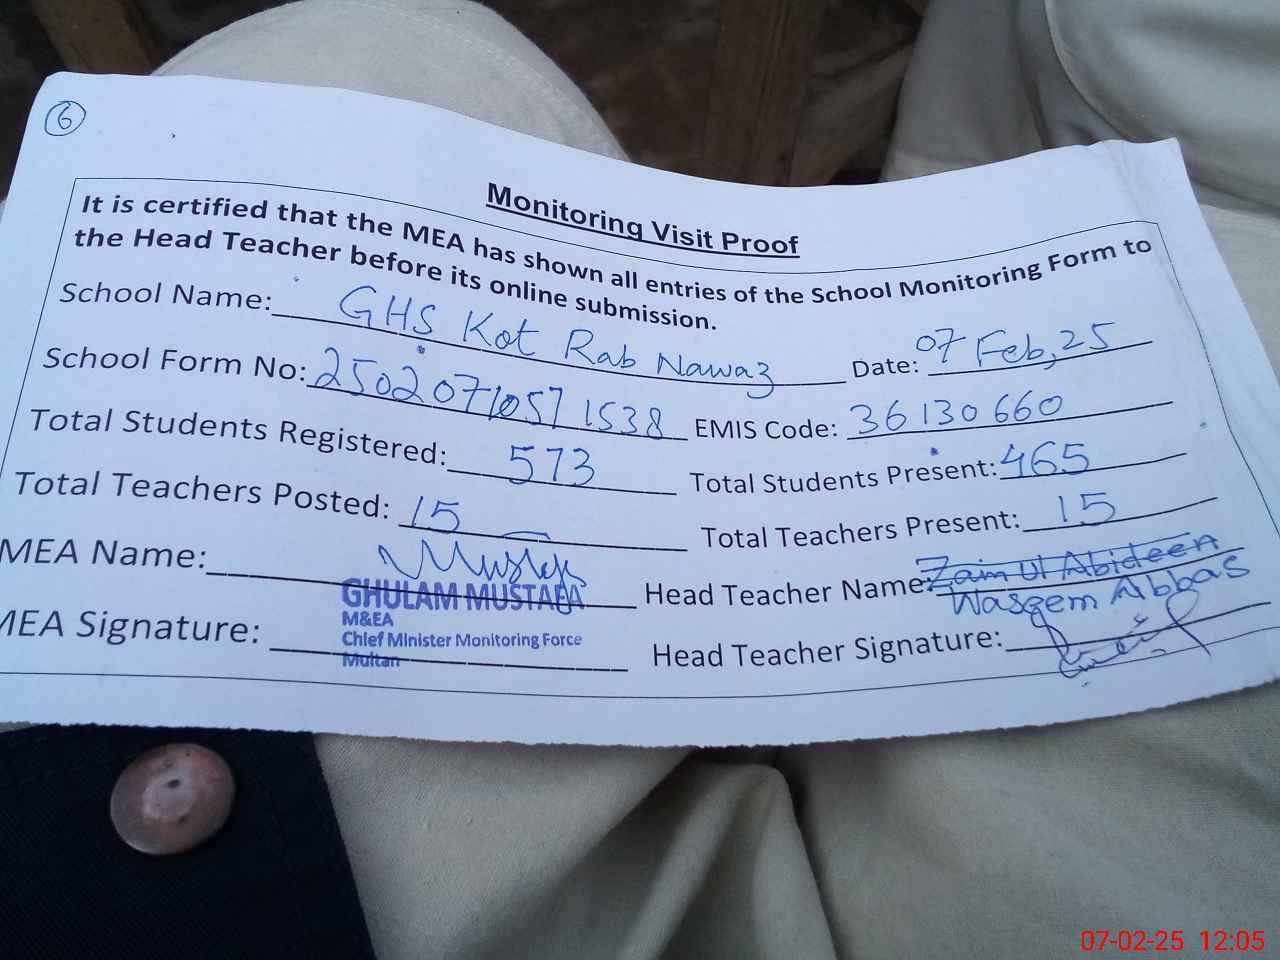 6
Monitoring Visit Proof
It is certified that the MEA has shown all entries of the School Monitoring Form to
the Head Teacher before its online submission.
School Name: GHS Kot Rab Nawaz Date: 07 Feb, 25
School Form No: 25020710571538 EMIS Code: 36130660
Total Students Registered: 573 Total Students Present: 465
Total Teachers Posted: 15 Total Teachers Present: 15
MEA Name: Head Teacher Name: Zain Ul Abideen
Waseem Abbas
GHULAM MUSTAFA
M&EA
Chief Minister Monitoring Force
Multan
MEA Signature: Head Teacher Signature:
07-02-25 12:05